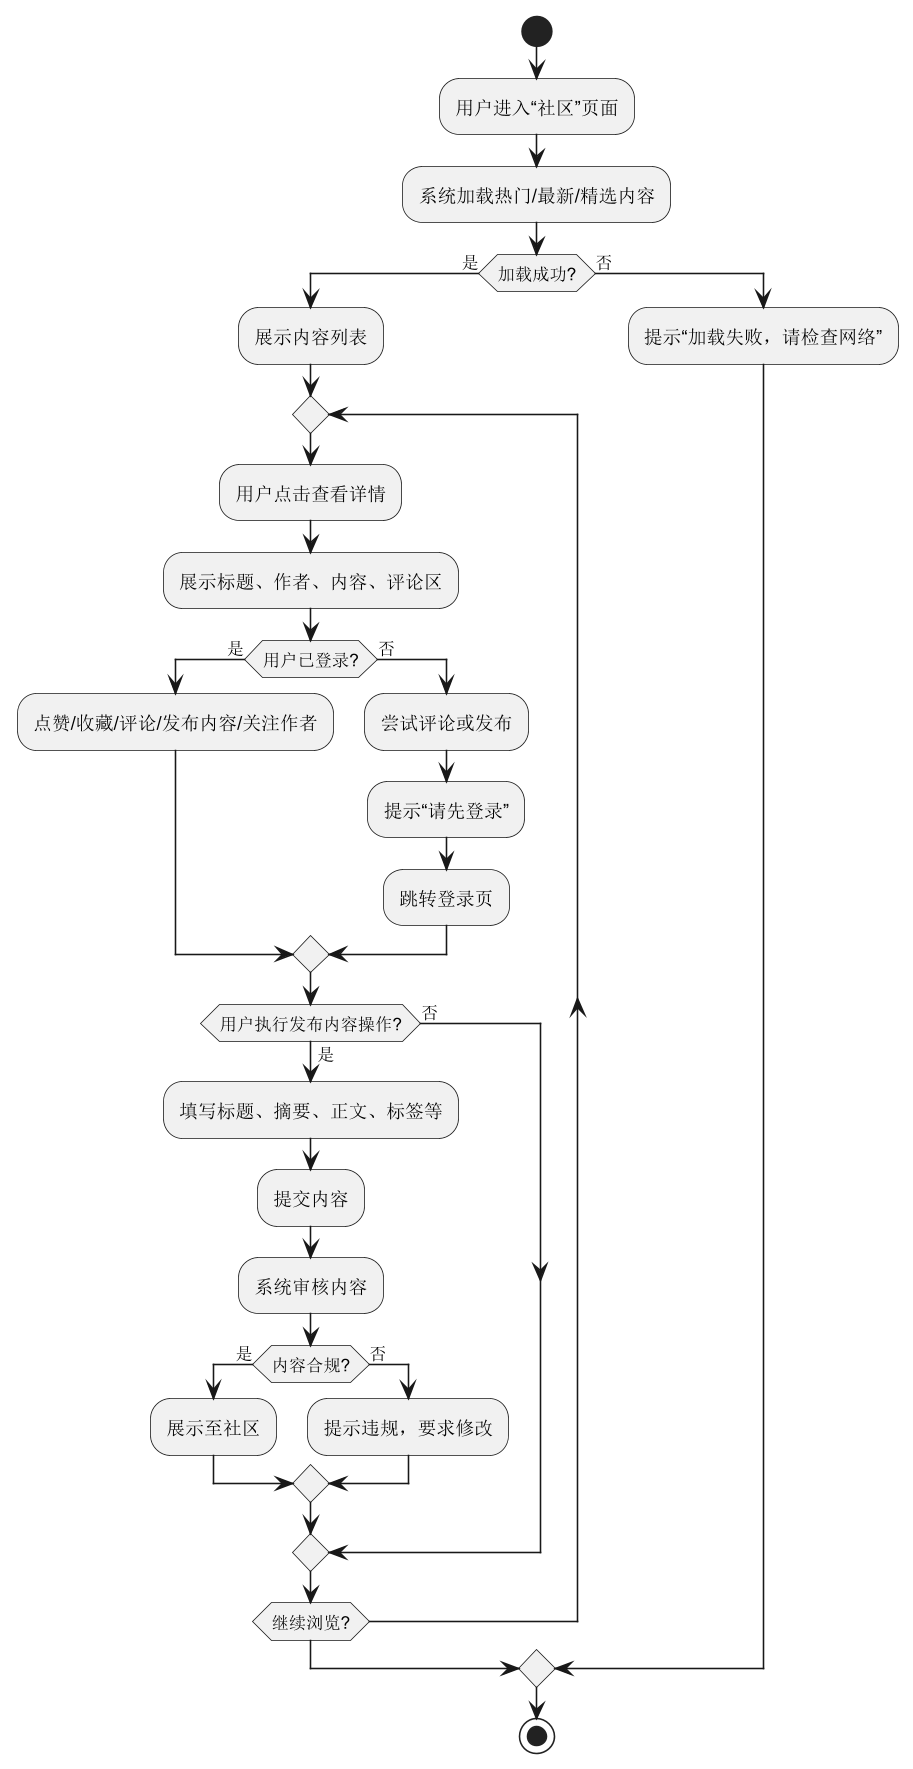 用户进入“社区”页面
系统加载热门/最新/精选内容
是
加载成功?
否
展示内容列表
提示“加载失败，请检查网络”
用户点击查看详情
展示标题、作者、内容、评论区
是
用户已登录?
否
点赞/收藏/评论/发布内容/关注作者
尝试评论或发布
提示“请先登录”
跳转登录页
用户执行发布内容操作?
否
是
填写标题、摘要、正文、标签等
提交内容
系统审核内容
是
内容合规?
否
展示至社区
提示违规，要求修改
继续浏览?